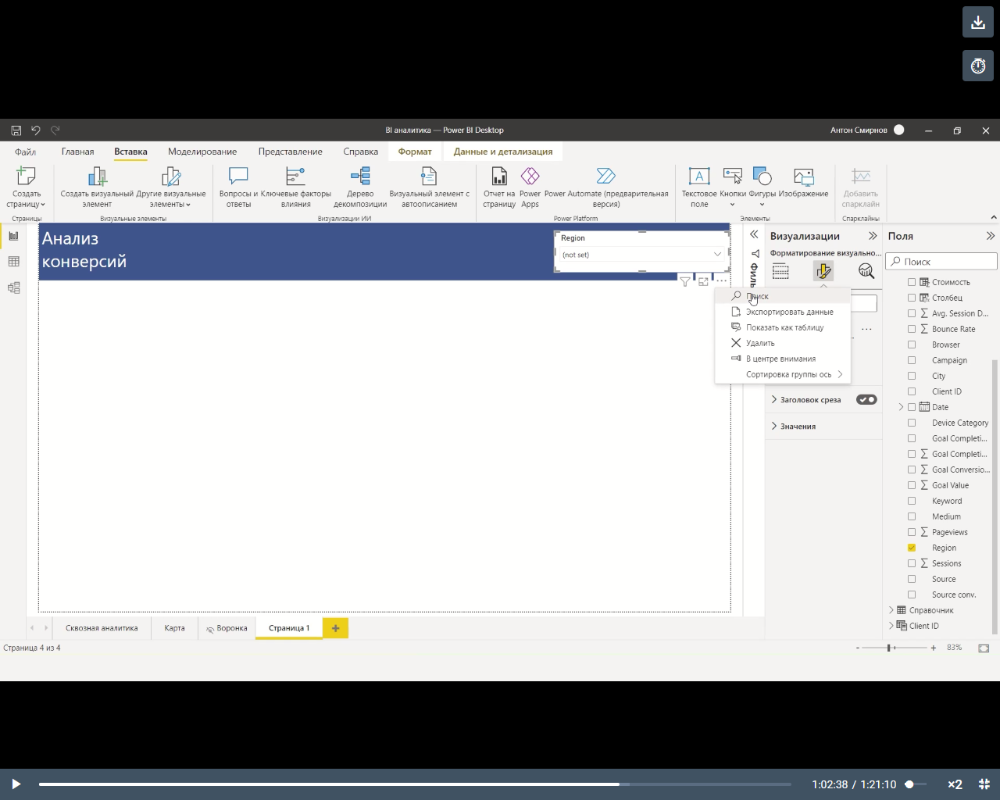 BI аналитика — Power BI Desktop
Антон Смирнов
Файл
Главная
Вставка
Моделирование
Представление
Справка
Формат
Данные и детализация
Создать страницу
Создать визуальный элемент
Другие визуальные элементы
Вопросы и ответы
Ключевые факторы влияния
Дерево декомпозиции
Визуальный элемент с автоописанием
Отчет на страницу
Power Apps
Power Automate (предварительная версия)
Текстовое поле
Кнопки
Фигуры
Изображение
Добавить спарклайн
Страницы
Визуальные элементы
Визуализации ИИ
Power Platform
Элементы
Спарклайны
Анализ
конверсий
Region
(not set)
Поиск
Экспортировать данные
Показать как таблицу
Удалить
В центре внимания
Сортировка группы ось
Визуализации
Форматирование визуально...
Заголовок среза
Значения
Поля
Поиск
Стоимость
Столбец
Avg. Session D...
Bounce Rate
Browser
Campaign
City
Client ID
Date
Device Category
Goal Completi...
Goal Completi...
Goal Conversio...
Goal Value
Keyword
Medium
Pageviews
Region
Sessions
Source
Source conv.
Справочник
Client ID
Сквозная аналитика
Карта
Воронка
Страница 1
Страница 4 из 4
- + 83%
1:02:38 / 1:21:10
×2